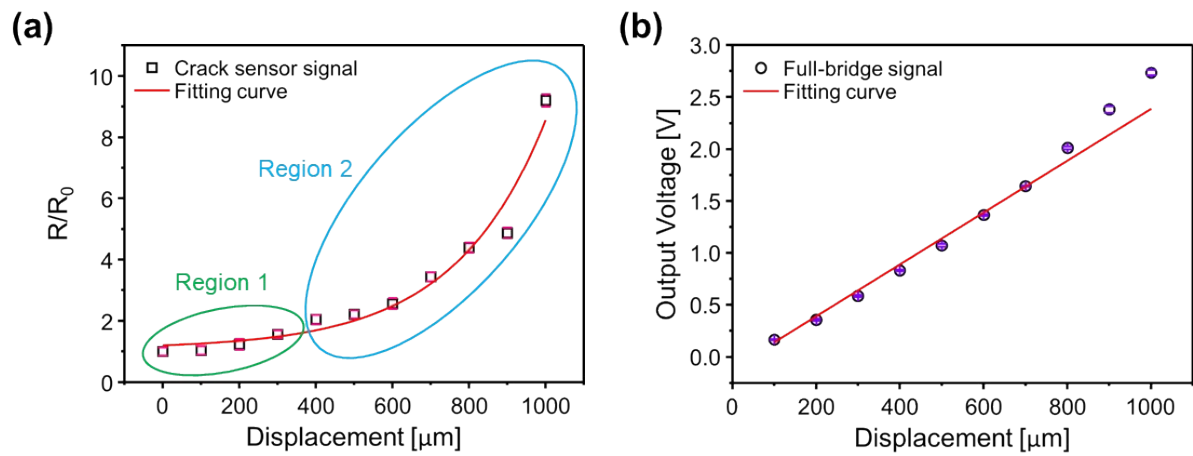 (a)
Crack sensor signal
Fitting curve
Region 2
Region 1
R/R0
10
8
6
4
2
0
0 200 400 600 800 1000
Displacement [μm]
(b)
Full-bridge signal
Fitting curve
Output Voltage [V]
3.0
2.5
2.0
1.5
1.0
0.5
0.0
0 200 400 600 800 1000
Displacement [μm]